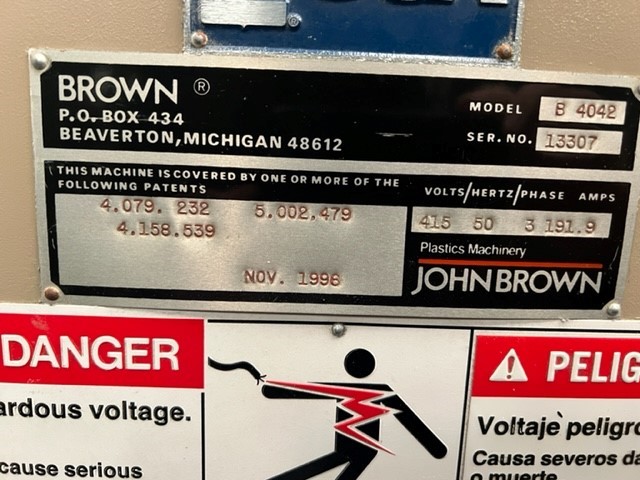 BROWN ®
P.O. BOX 434
BEAVERTON, MICHIGAN 48612
MODEL B 4042
SER. NO. 13307
THIS MACHINE IS COVERED BY ONE OR MORE OF THE
FOLLOWING PATENTS
4.079. 232 5.002,479
4.158.539
NOV. 1996
VOLTS/HERTZ/PHASE AMPS
415 50 3 191.9
Plastics Machinery
JOHN BROWN
DANGER
ardous voltage.
cause serious
PELIG
Voltaje peligro
Causa severos da
o muerte